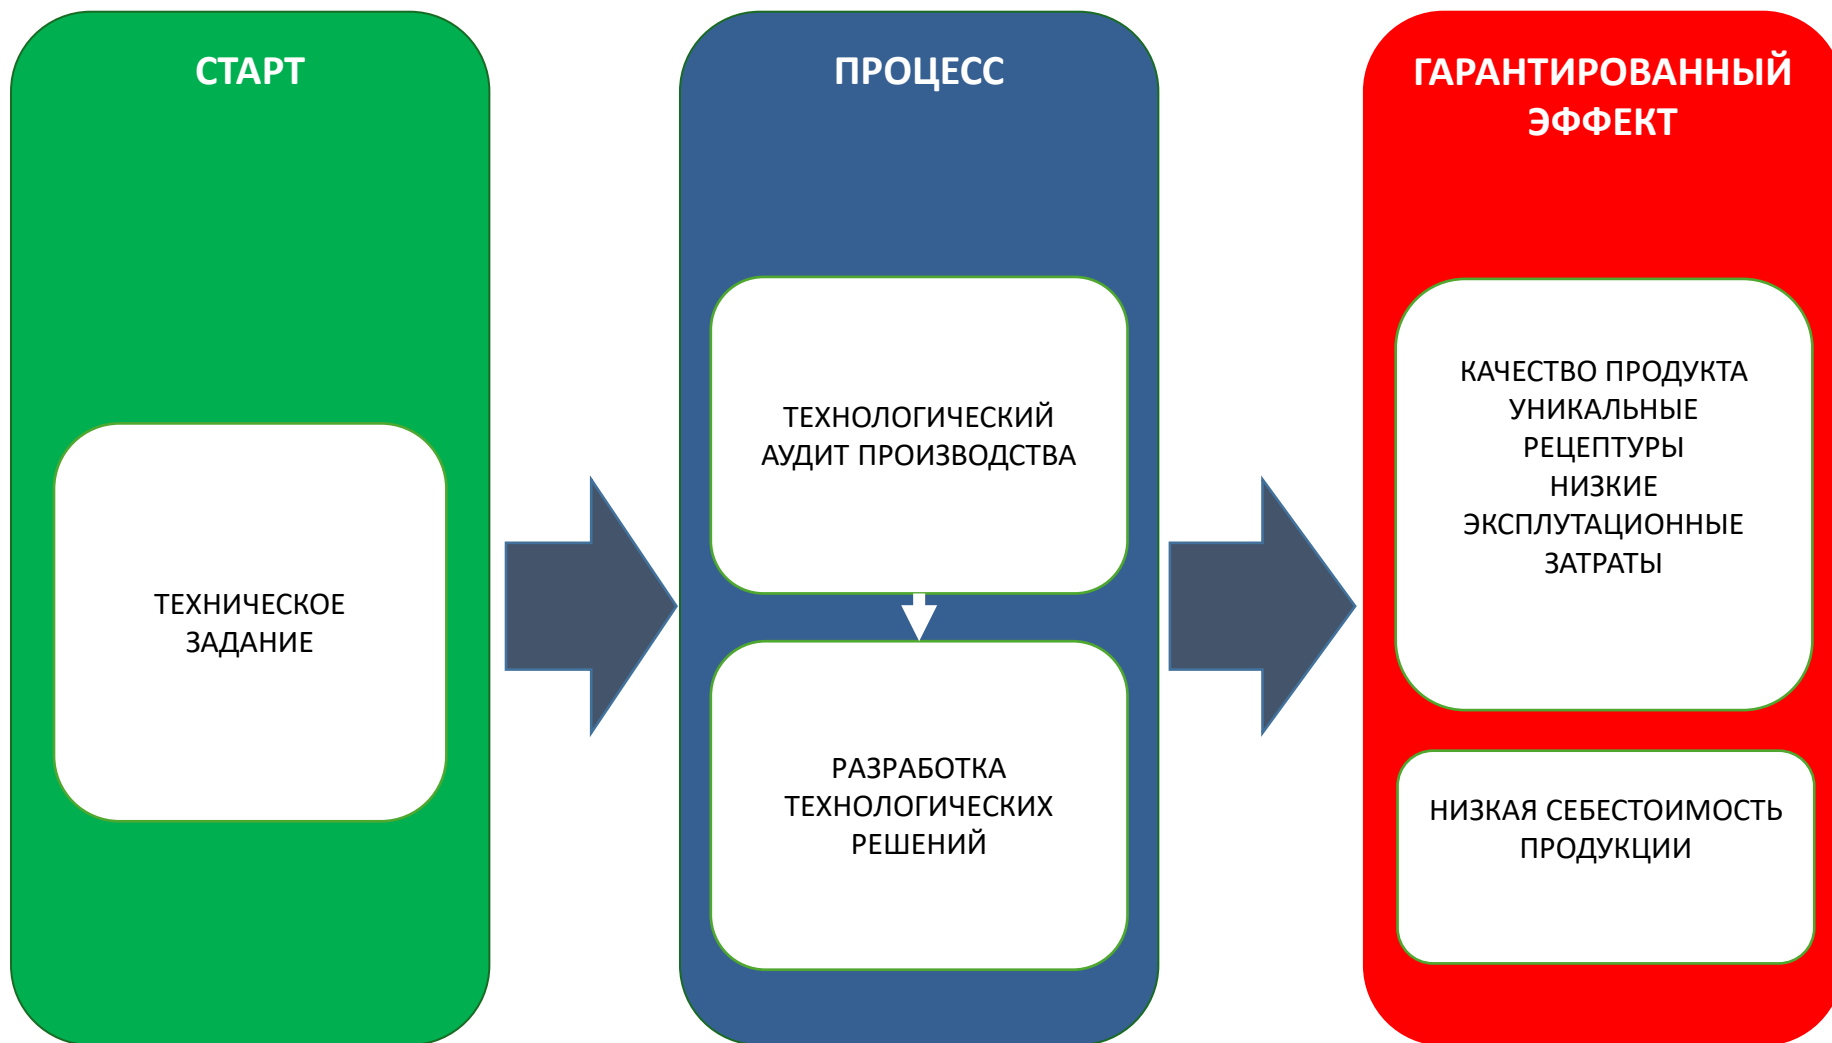 СТАРТ
ТЕХНИЧЕСКОЕ
ЗАДАНИЕ
ПРОЦЕСС
ТЕХНОЛОГИЧЕСКИЙ
АУДИТ ПРОИЗВОДСТВА
РАЗРАБОТКА
ТЕХНОЛОГИЧЕСКИХ
РЕШЕНИЙ
ГАРАНТИРОВАННЫЙ
ЭФФЕКТ
КАЧЕСТВО ПРОДУКТА
УНИКАЛЬНЫЕ
РЕЦЕПТУРЫ
НИЗКИЕ
ЭКСПЛУТАЦИОННЫЕ
ЗАТРАТЫ
НИЗКАЯ СЕБЕСТОИМОСТЬ
ПРОДУКЦИИ